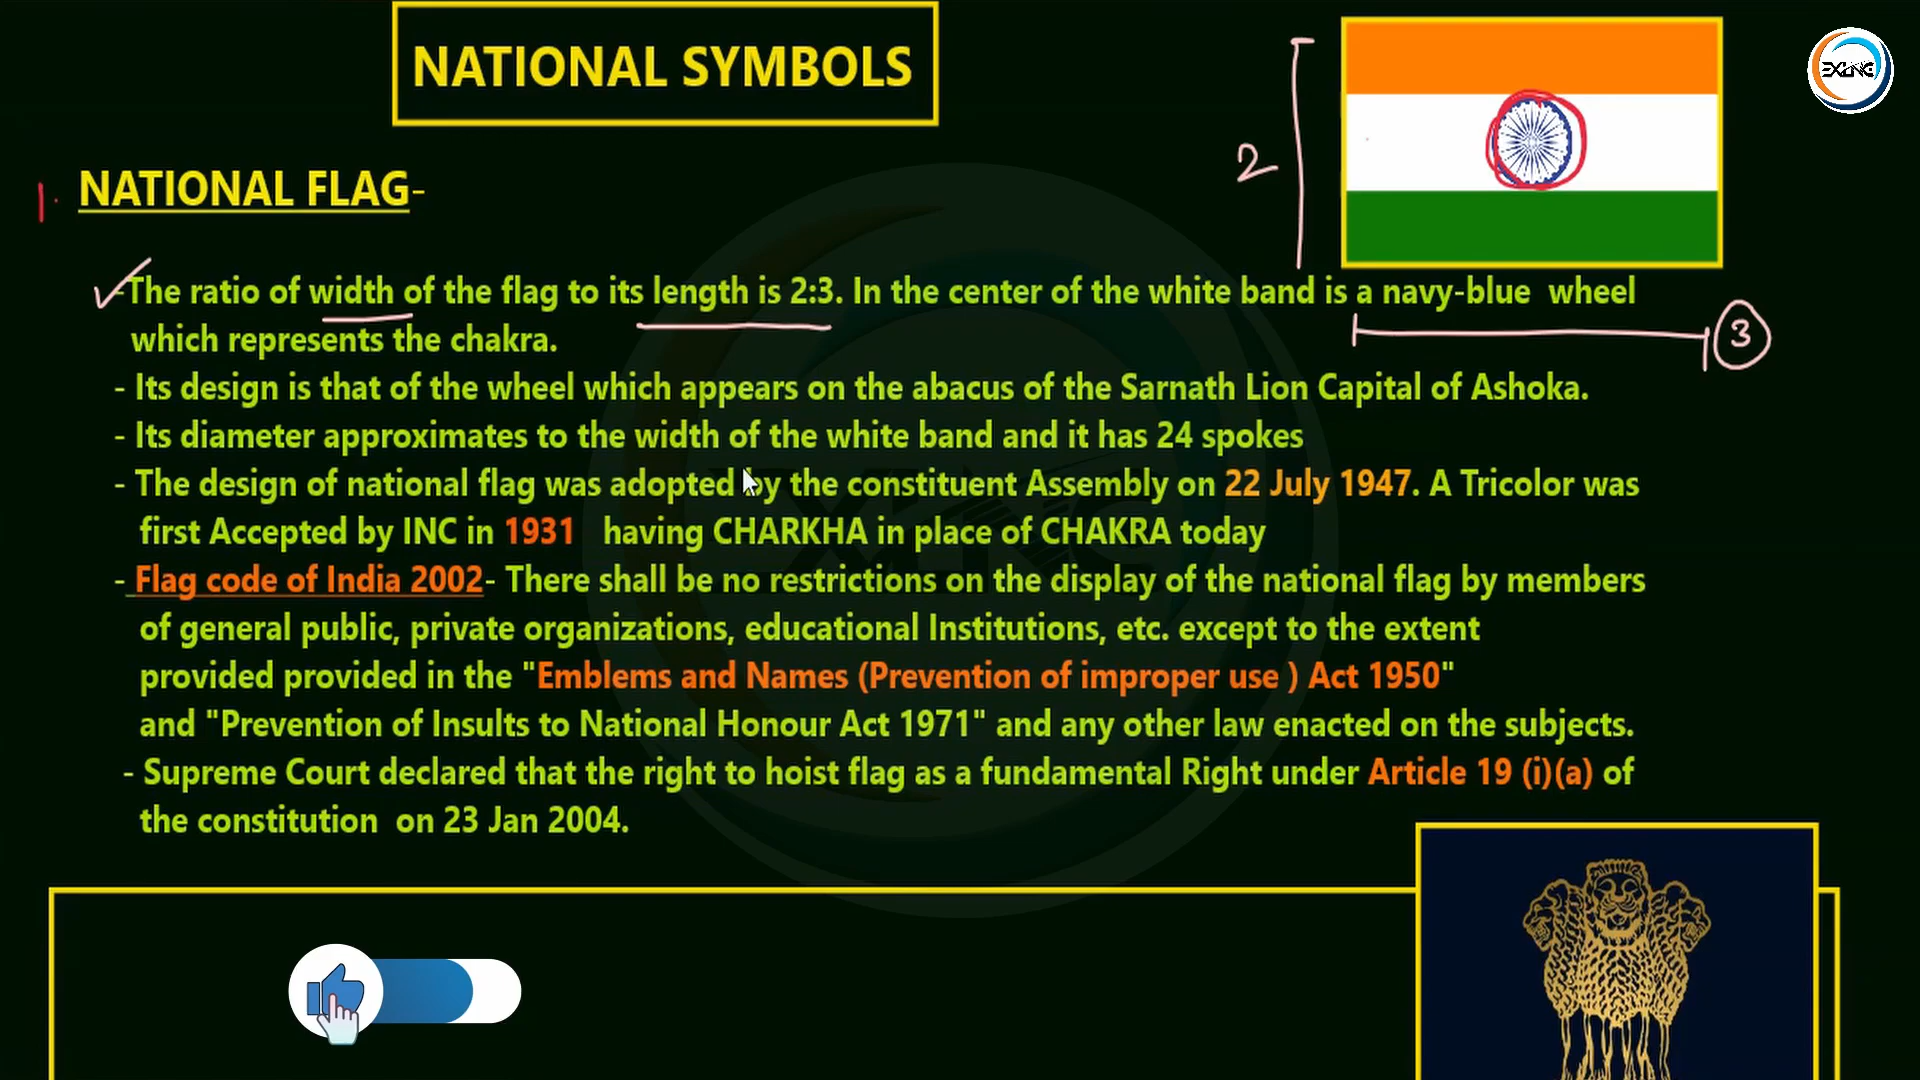 NATIONAL SYMBOLS
EXLNC
2
1. NATIONAL FLAG-
-The ratio of width of the flag to its length is 2:3. In the center of the white band is a navy-blue wheel
which represents the chakra.
3
- Its design is that of the wheel which appears on the abacus of the Sarnath Lion Capital of Ashoka.
- Its diameter approximates to the width of the white band and it has 24 spokes
- The design of national flag was adopted by the constituent Assembly on 22 July 1947. A Tricolor was
first Accepted by INC in 1931 having CHARKHA in place of CHAKRA today
- Flag code of India 2002- There shall be no restrictions on the display of the national flag by members
of general public, private organizations, educational Institutions, etc. except to the extent
provided provided in the "Emblems and Names (Prevention of improper use ) Act 1950"
and "Prevention of Insults to National Honour Act 1971" and any other law enacted on the subjects.
- Supreme Court declared that the right to hoist flag as a fundamental Right under Article 19 (i)(a) of
the constitution on 23 Jan 2004.